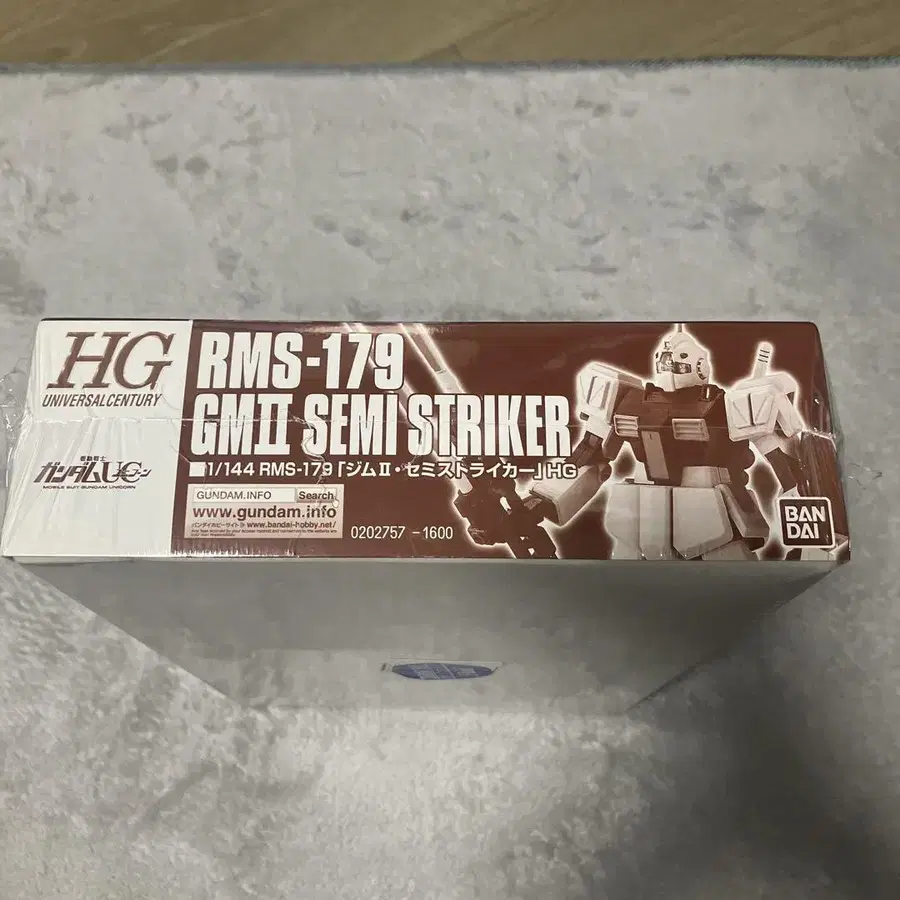 HG
UNIVERSAL CENTURY
機動戦士
ガンダムUC
MOBILE SUIT GUNDAM UNICORN
RMS-179
GMII SEMI STRIKER
■1/144 RMS-179「ジムII・セミストライカー」HG
GUNDAM.INFO Search
www.gundam.info
バンダイホビーサイト www.bandai-hobby.net/
0202757 -1600
BAN
DAI